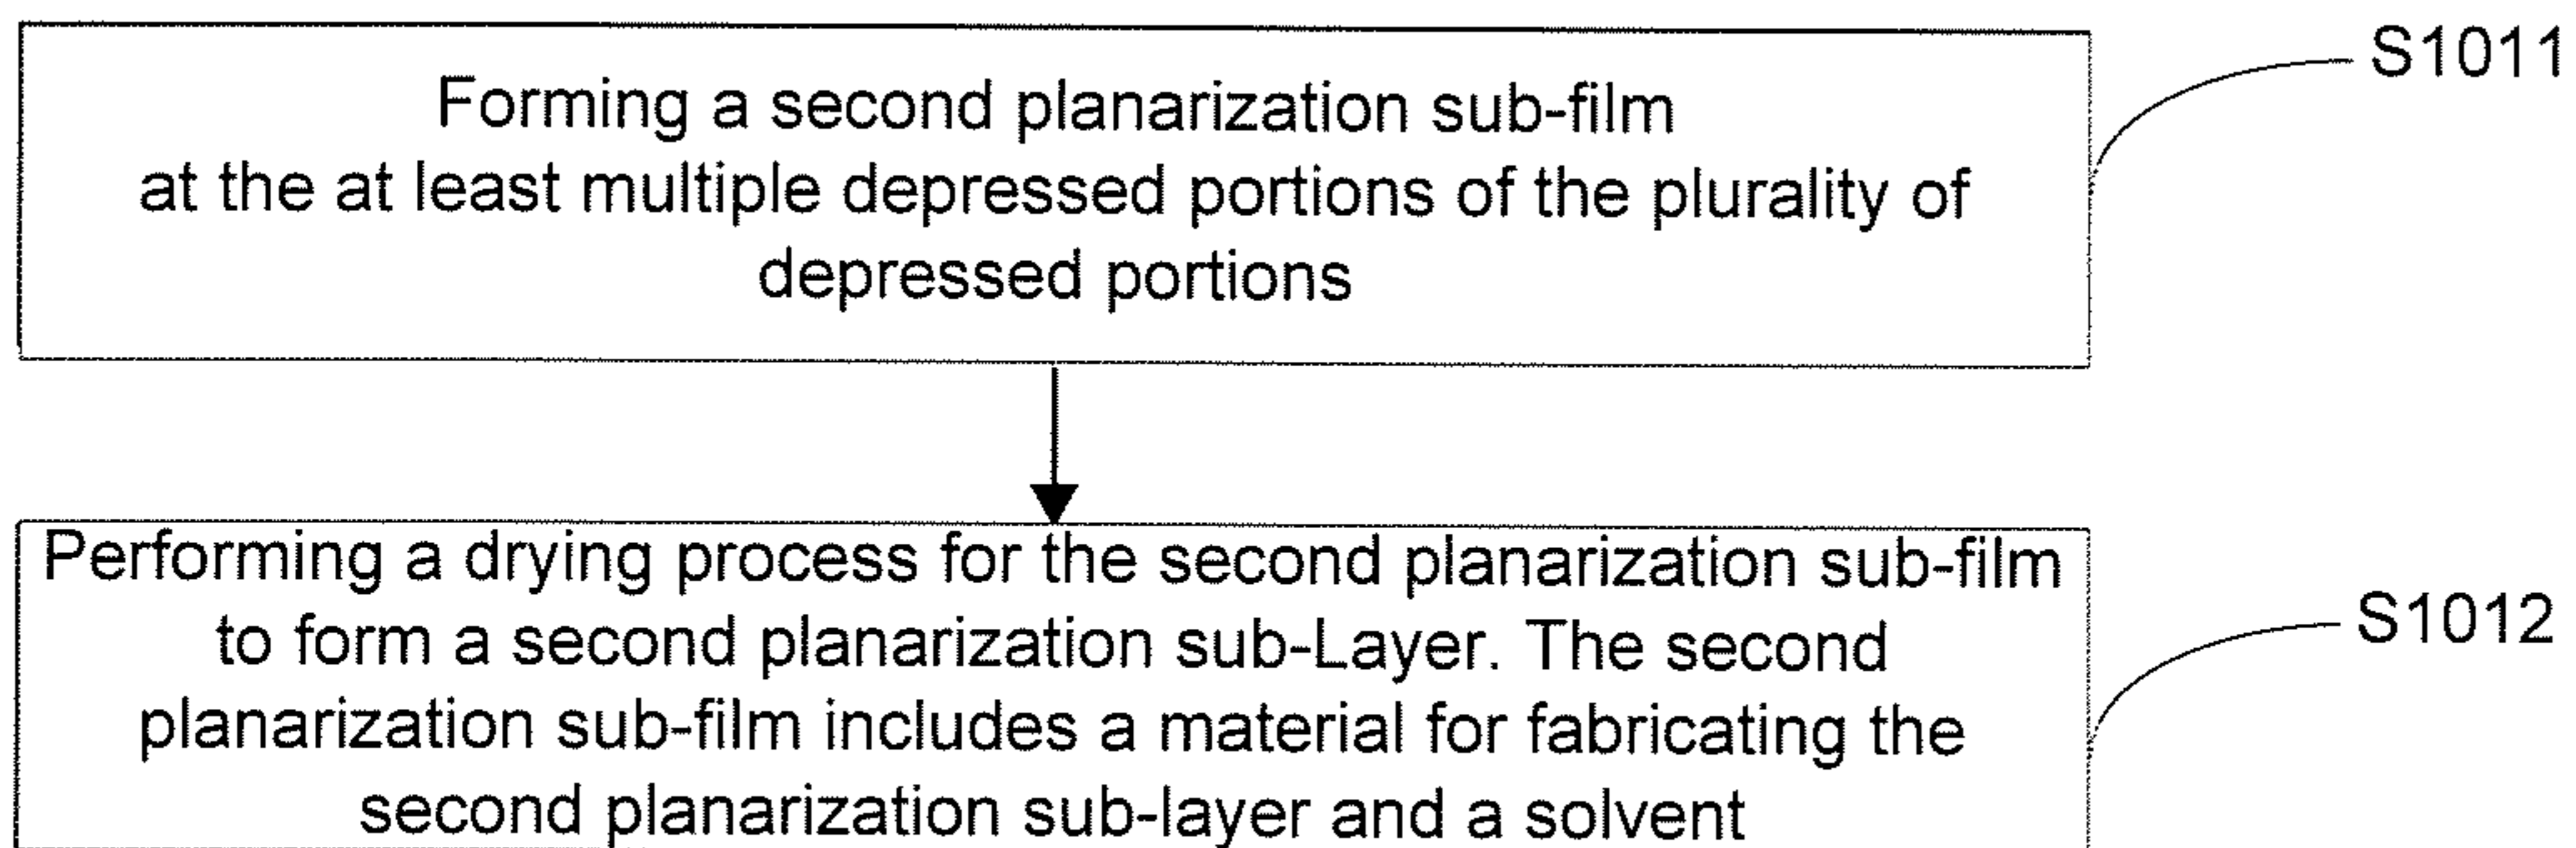 Forming a second planarization sub-film
at the at least multiple depressed portions of the plurality of
depressed portions
S1011
Performing a drying process for the second planarization sub-film
to form a second planarization sub-Layer. The second
planarization sub-film includes a material for fabricating the
second planarization sub-layer and a solvent
S1012